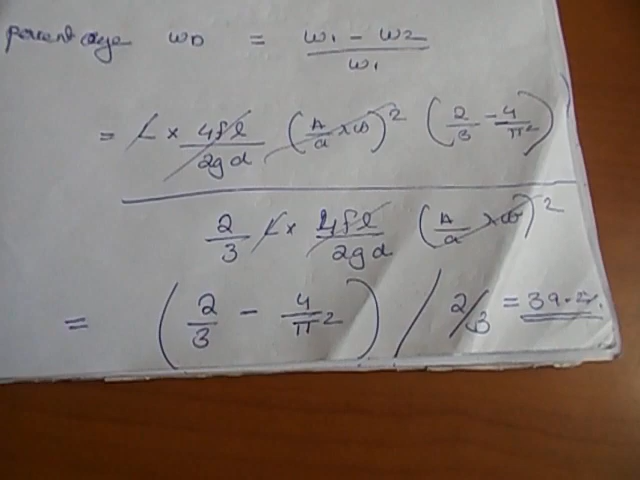 percentage WD = W1 - W2 / W1
= L × 4fl/2gd (A/a × ω)² (2/3 - 4/π²)
2/3 L × 4fl/2gd (A/a × ω)²
= (2/3 - 4/π²) / 2/3 = 39.2%